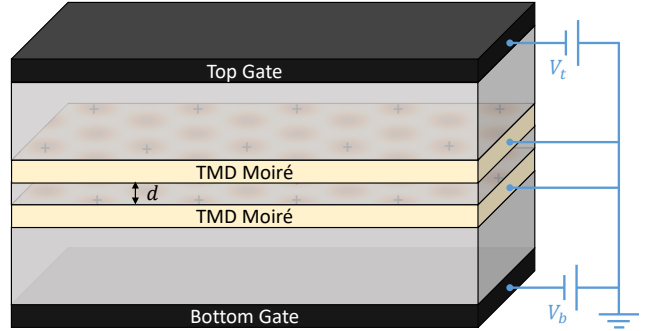 Top Gate
V_t
TMD Moiré
d
TMD Moiré
V_b
Bottom Gate